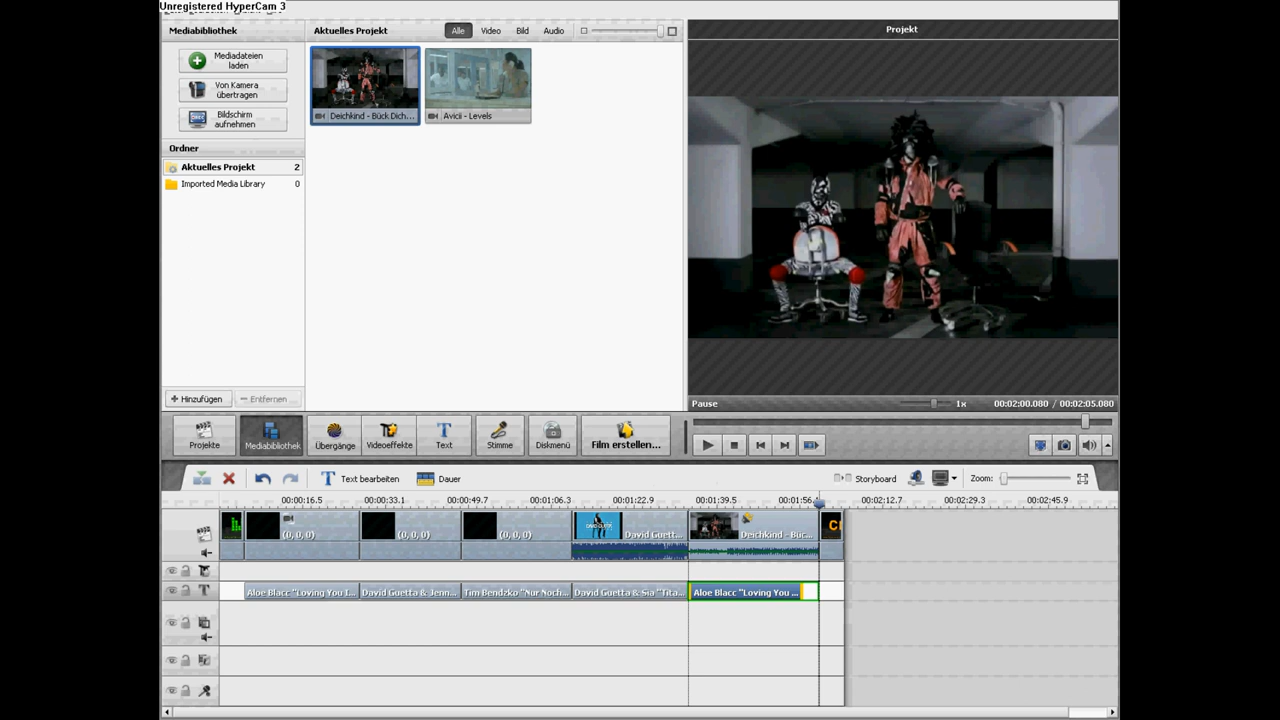 Unregistered HyperCam 3
Mediabibliothek
Aktuelles Projekt
Alle
Video
Bild
Audio
Projekt
Mediadateien
laden
Von Kamera
übertragen
Bildschirm
aufnehmen
Deichkind - Bück Dich...
Avicii - Levels
Ordner
Aktuelles Projekt 2
Imported Media Library 0
Hinzufügen
Entfernen
Pause
1x
00:02:00.080 / 00:02:05.080
Projekte
Mediabibliothek
Übergänge
Videoeffekte
Text
Stimme
Diskmenü
Film erstellen...
Text bearbeiten
Dauer
Storyboard
Zoom:
00:00:16.5 00:00:33.1 00:00:49.7 00:01:06.3 00:01:22.9 00:01:39.5 00:01:56.4 00:02:12.7 00:02:29.3 00:02:45.9
(0, 0, 0) (0, 0, 0) (0, 0, 0) David Guett... Deichkind - Büc...
Aloe Blacc "Loving You I... David Guetta & Jenn... Tim Bendzko "Nur Noch... David Guetta & Sia "Tita... Aloe Blacc "Loving You ...